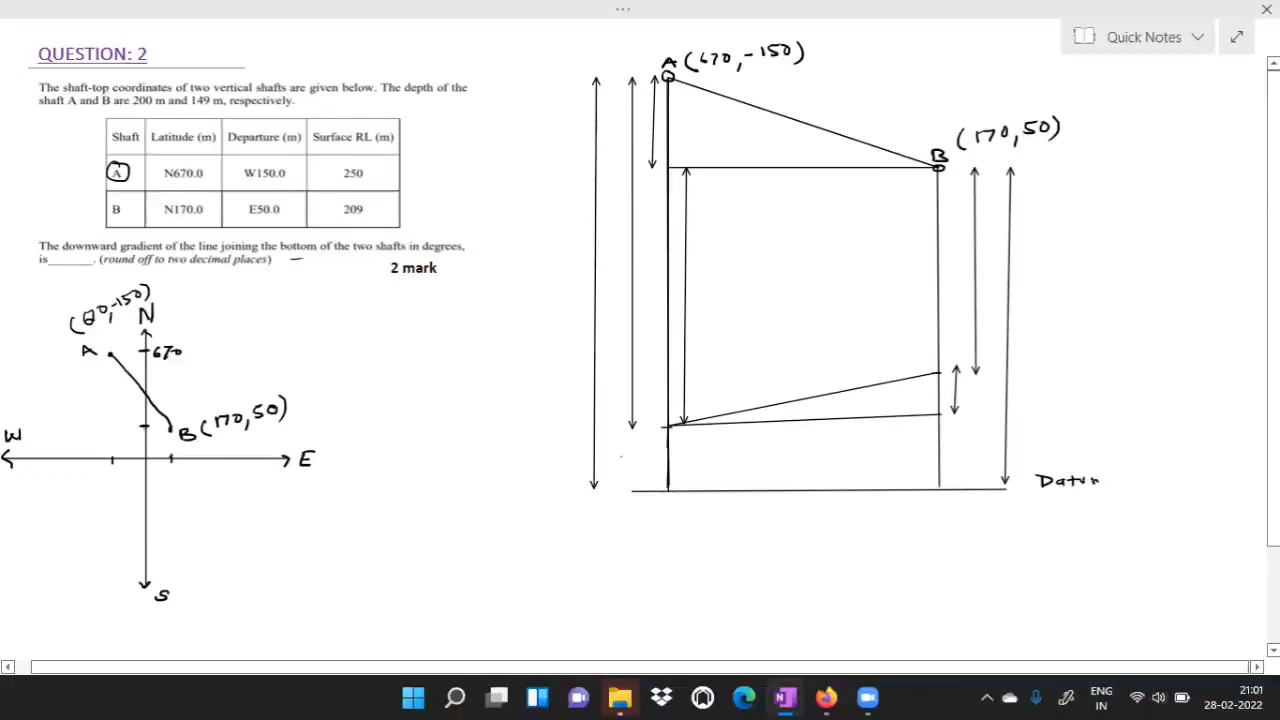 Quick Notes
QUESTION: 2
The shaft-top coordinates of two vertical shafts are given below. The depth of the
shaft A and B are 200 m and 149 m, respectively.
Shaft Latitude (m) Departure (m) Surface RL (m)
A N670.0 W150.0 250
B N170.0 E50.0 209
The downward gradient of the line joining the bottom of the two shafts in degrees,
is_______. (round off to two decimal places)
2 mark
A (670, -150)
B (170, 50)
N
A
670
B (170, 50)
W
E
S
ENG
IN
21:01
28-02-2022